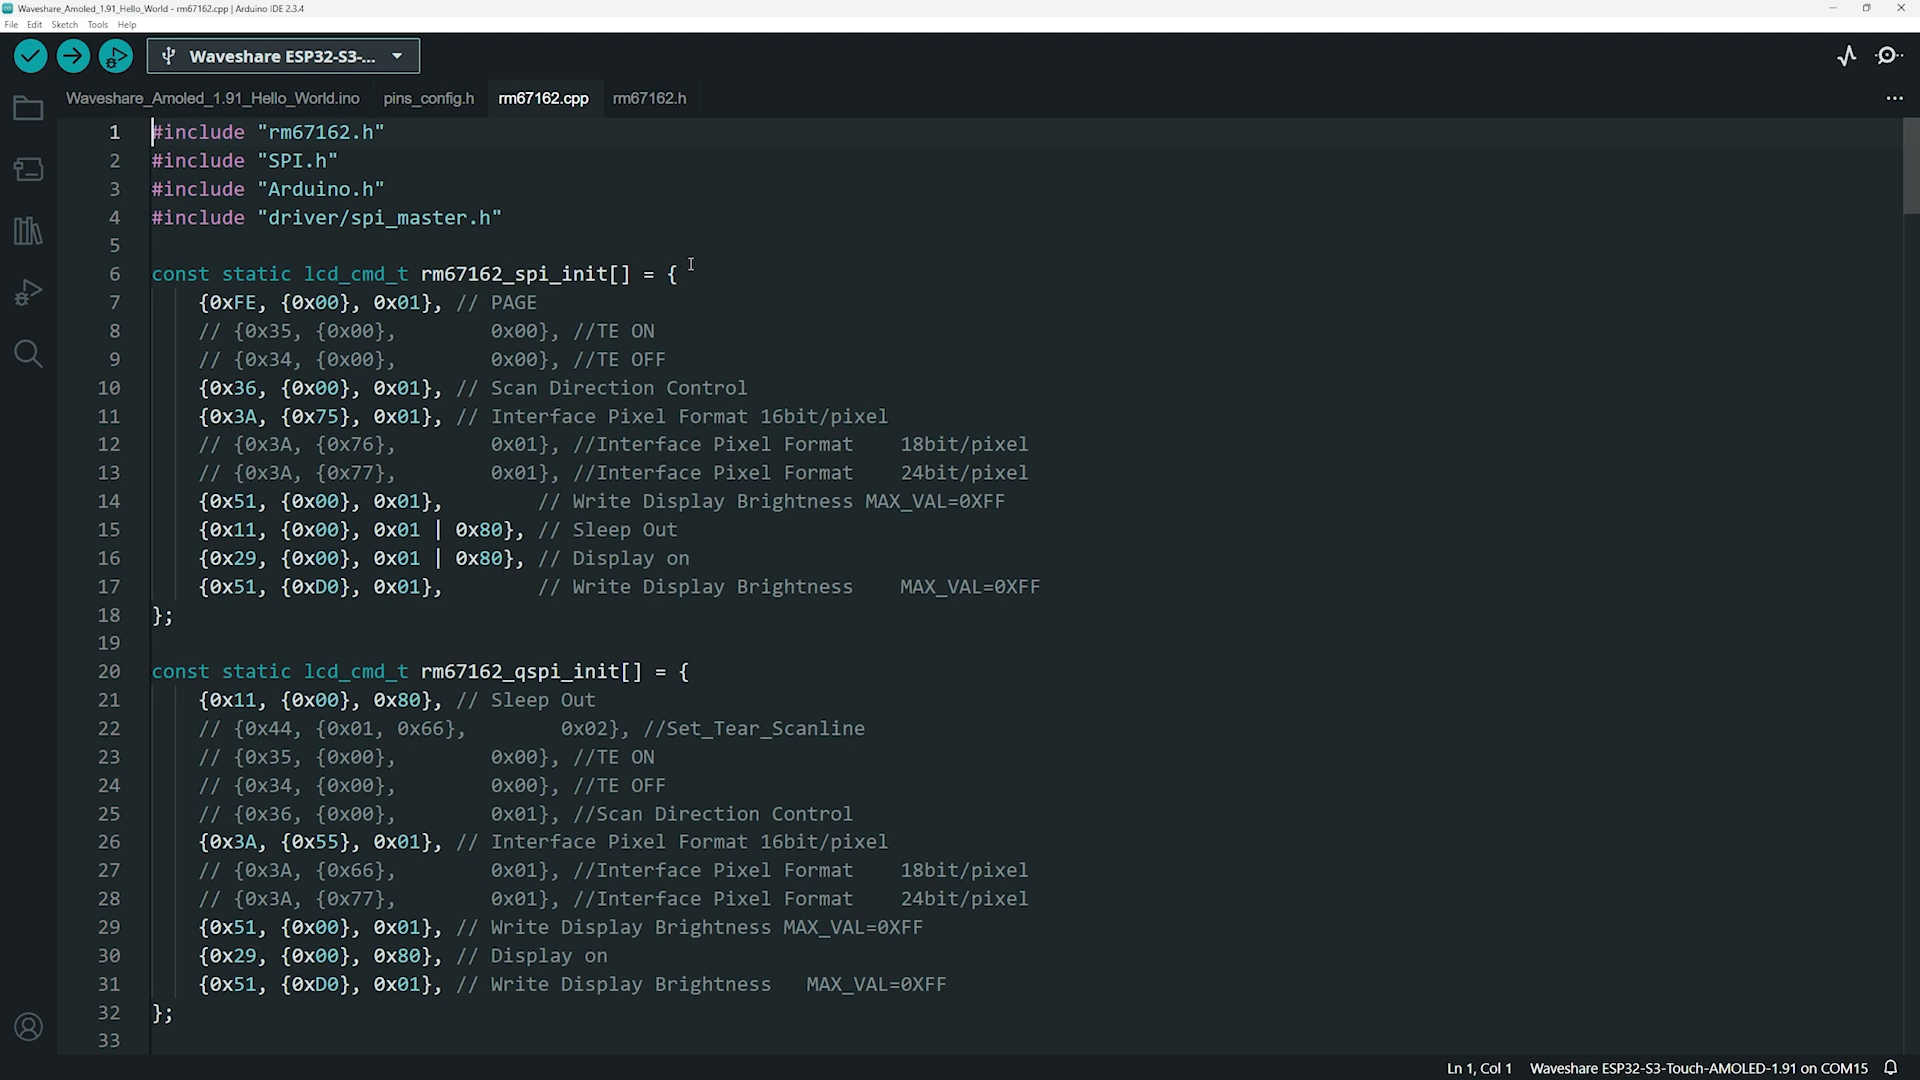 Waveshare_Amoled_1.91_Hello_World - rm67162.cpp | Arduino IDE 2.3.4
File Edit Sketch Tools Help
Waveshare ESP32-S3-...
Waveshare_Amoled_1.91_Hello_World.ino pins_config.h rm67162.cpp rm67162.h
1 #include "rm67162.h"
2 #include "SPI.h"
3 #include "Arduino.h"
4 #include "driver/spi_master.h"
5
6 const static lcd_cmd_t rm67162_spi_init[] = {
7 {0xFE, {0x00}, 0x01}, // PAGE
8 // {0x35, {0x00}, 0x00}, //TE ON
9 // {0x34, {0x00}, 0x00}, //TE OFF
10 {0x36, {0x00}, 0x01}, // Scan Direction Control
11 {0x3A, {0x75}, 0x01}, // Interface Pixel Format 16bit/pixel
12 // {0x3A, {0x76}, 0x01}, //Interface Pixel Format 18bit/pixel
13 // {0x3A, {0x77}, 0x01}, //Interface Pixel Format 24bit/pixel
14 {0x51, {0x00}, 0x01}, // Write Display Brightness MAX_VAL=0XFF
15 {0x11, {0x00}, 0x01 | 0x80}, // Sleep Out
16 {0x29, {0x00}, 0x01 | 0x80}, // Display on
17 {0x51, {0xD0}, 0x01}, // Write Display Brightness MAX_VAL=0XFF
18 };
19
20 const static lcd_cmd_t rm67162_qspi_init[] = {
21 {0x11, {0x00}, 0x80}, // Sleep Out
22 // {0x44, {0x01, 0x66}, 0x02}, //Set_Tear_Scanline
23 // {0x35, {0x00}, 0x00}, //TE ON
24 // {0x34, {0x00}, 0x00}, //TE OFF
25 // {0x36, {0x00}, 0x01}, //Scan Direction Control
26 {0x3A, {0x55}, 0x01}, // Interface Pixel Format 16bit/pixel
27 // {0x3A, {0x66}, 0x01}, //Interface Pixel Format 18bit/pixel
28 // {0x3A, {0x77}, 0x01}, //Interface Pixel Format 24bit/pixel
29 {0x51, {0x00}, 0x01}, // Write Display Brightness MAX_VAL=0XFF
30 {0x29, {0x00}, 0x80}, // Display on
31 {0x51, {0xD0}, 0x01}, // Write Display Brightness MAX_VAL=0XFF
32 };
33
Ln 1, Col 1 Waveshare ESP32-S3-Touch-AMOLED-1.91 on COM15